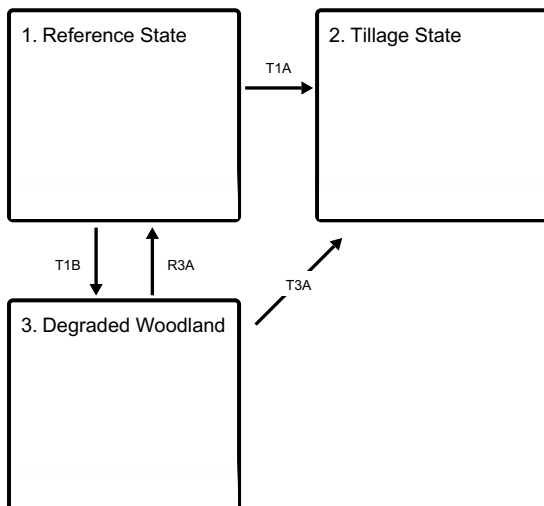 1. Reference State
2. Tillage State
T1A
T1B
R3A
T3A
3. Degraded Woodland